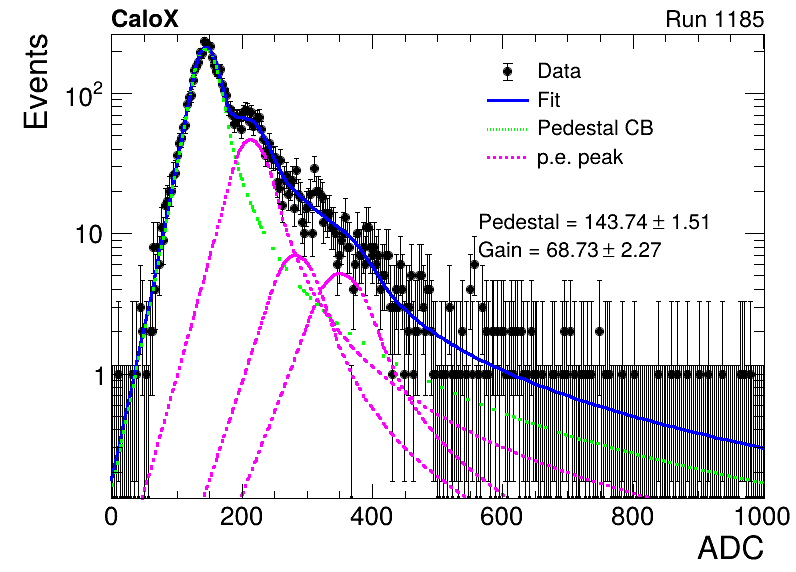 CaloX Run 1185
Events
Data
Fit
Pedestal CB
p.e. peak
Pedestal = 143.74 ± 1.51
Gain = 68.73 ± 2.27
10²
10
1
0 200 400 600 800 1000
ADC